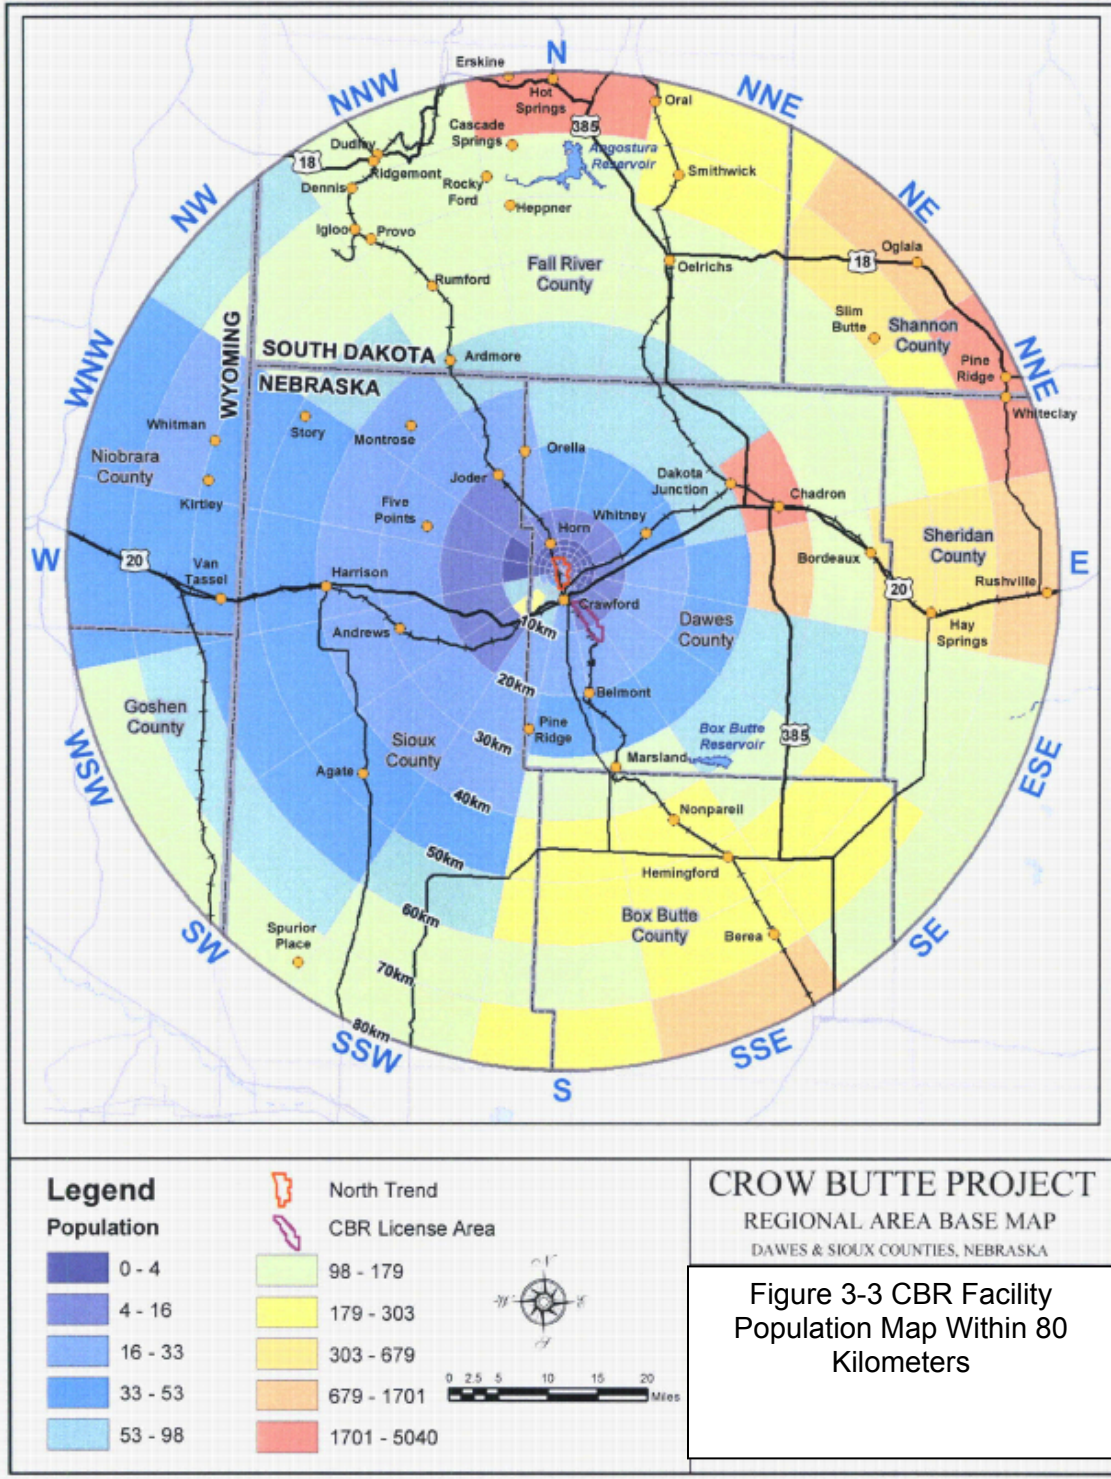 N
Erskine
Hot
Springs
NNW
NNE
Oral
385
Cascade
Springs
Angostura
Reservoir
Dudley
18
Ridgemont
Smithwick
Dennis
Rocky
Ford
NW
NE
Heppner
Igloo
Provo
Oglala
Oelrichs
18
Fall River
County
Rumford
Slim
Butte
Shannon
County
WYOMING
SOUTH DAKOTA
Ardmore
NNE
Pine
Ridge
WNW
NEBRASKA
Whiteclay
Whitman
Story
Montrose
Orella
Niobrara
County
Joder
Dakota
Junction
Chadron
Kirtley
Five
Points
Whitney
Horn
Sheridan
County
W
20
Van
Tassel
Harrison
Bordeaux
E
Rushville
20
Crawford
Andrews
10km
Dawes
County
Hay
Springs
20km
Belmont
Goshen
County
Pine
Ridge
Box Butte
Reservoir
385
30km
Sioux
County
Marsland
WSW
ESE
Agate
40km
Nonpareil
50km
Hemingford
60km
Box Butte
County
Berea
Spurior
Place
SW
SE
70km
80km
SSW
SSE
S
Legend
Population
0 - 4
4 - 16
16 - 33
33 - 53
53 - 98
North Trend
CBR License Area
98 - 179
179 - 303
303 - 679
679 - 1701
1701 - 5040
N
W
E
S
0 2.5 5 10 15 20
Miles
CROW BUTTE PROJECT
REGIONAL AREA BASE MAP
DAWES & SIOUX COUNTIES, NEBRASKA
Figure 3-3 CBR Facility
Population Map Within 80
Kilometers